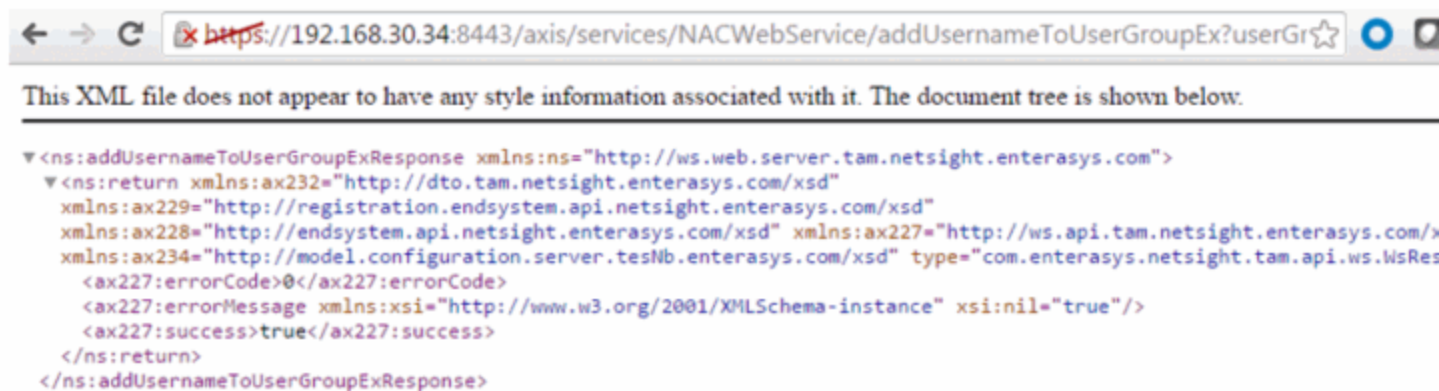 https://192.168.30.34:8443/axis/services/NACWebService/addUsernameToUserGroupEx?userGr
This XML file does not appear to have any style information associated with it. The document tree is shown below.
▼<ns:addUsernameToUserGroupExResponse xmlns:ns="http://ws.web.server.tam.netsight.enterasys.com">
▼<ns:return xmlns:ax232="http://dto.tam.netsight.enterasys.com/xsd"
xmlns:ax229="http://registration.endsystem.api.netsight.enterasys.com/xsd"
xmlns:ax228="http://endsystem.api.netsight.enterasys.com/xsd" xmlns:ax227="http://ws.api.tam.netsight.enterasys.com/x
xmlns:ax234="http://model.configuration.server.tesNb.enterasys.com/xsd" type="com.enterasys.netsight.tam.api.ws.WsRes
<ax227:errorCode>0</ax227:errorCode>
<ax227:errorMessage xmlns:xsi="http://www.w3.org/2001/XMLSchema-instance" xsi:nil="true"/>
<ax227:success>true</ax227:success>
</ns:return>
</ns:addUsernameToUserGroupExResponse>